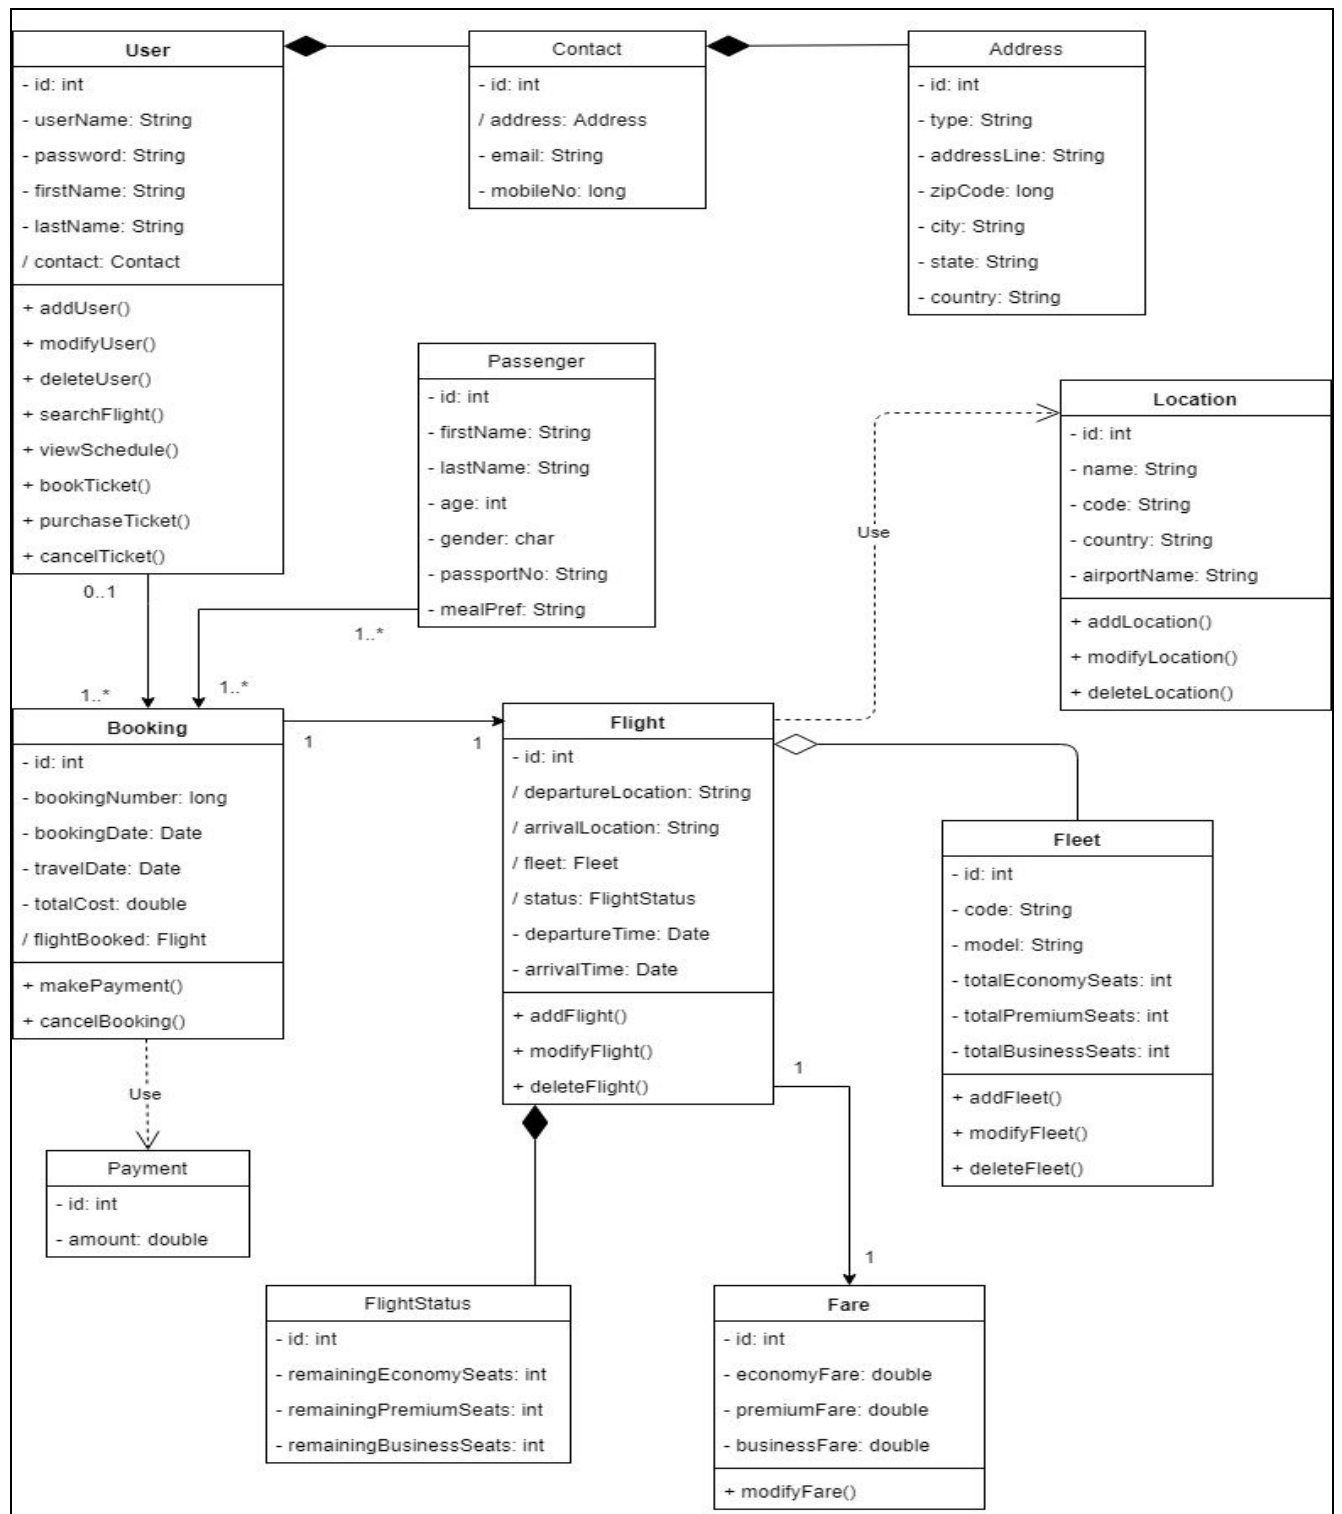 User
- id: int
- userName: String
- password: String
- firstName: String
- lastName: String
/ contact: Contact
+ addUser()
+ modifyUser()
+ deleteUser()
+ searchFlight()
+ viewSchedule()
+ bookTicket()
+ purchaseTicket()
+ cancelTicket()
Contact
- id: int
/ address: Address
- email: String
- mobileNo: long
Address
- id: int
- type: String
- addressLine: String
- zipCode: long
- city: String
- state: String
- country: String
Passenger
- id: int
- firstName: String
- lastName: String
- age: int
- gender: char
- passportNo: String
- mealPref: String
Location
- id: int
- name: String
- code: String
- country: String
- airportName: String
+ addLocation()
+ modifyLocation()
+ deleteLocation()
Use
0..1
1..*
1..*
1..*
Booking
- id: int
- bookingNumber: long
- bookingDate: Date
- travelDate: Date
- totalCost: double
/ flightBooked: Flight
+ makePayment()
+ cancelBooking()
1
1
Flight
- id: int
/ departureLocation: String
/ arrivalLocation: String
/ fleet: Fleet
/ status: FlightStatus
- departureTime: Date
- arrivalTime: Date
+ addFlight()
+ modifyFlight()
+ deleteFlight()
Fleet
- id: int
- code: String
- model: String
- totalEconomySeats: int
- totalPremiumSeats: int
- totalBusinessSeats: int
+ addFleet()
+ modifyFleet()
+ deleteFleet()
Use
Payment
- id: int
- amount: double
1
1
FlightStatus
- id: int
- remainingEconomySeats: int
- remainingPremiumSeats: int
- remainingBusinessSeats: int
Fare
- id: int
- economyFare: double
- premiumFare: double
- businessFare: double
+ modifyFare()